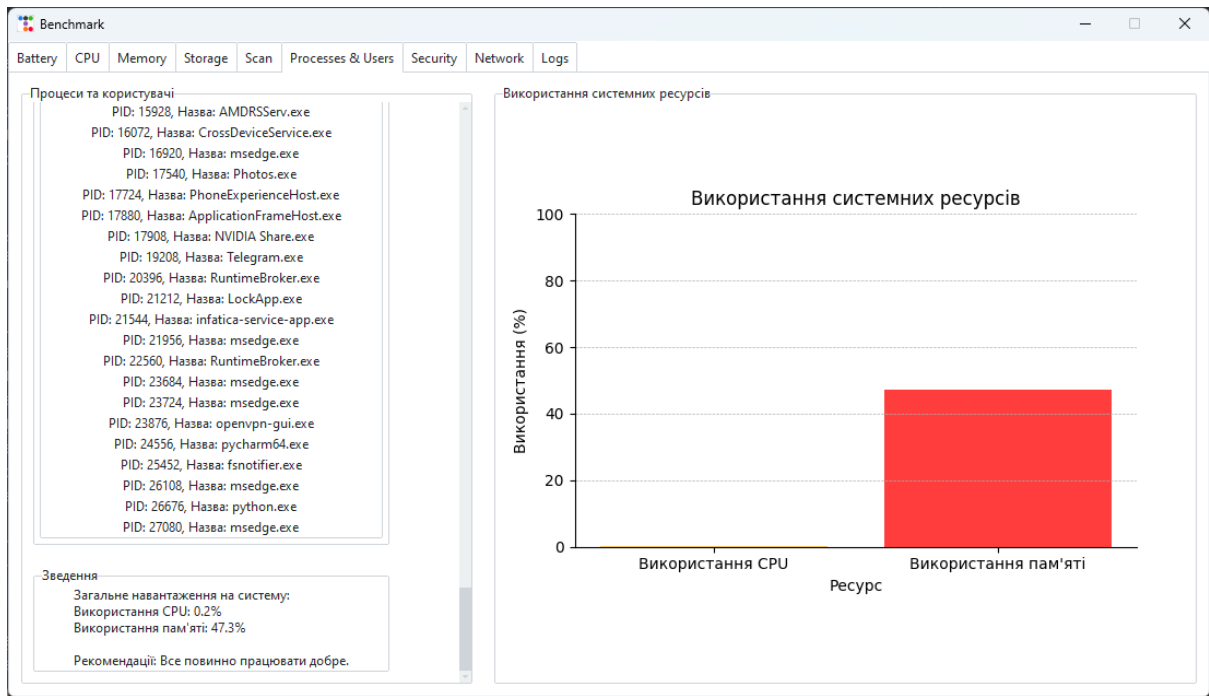 Benchmark
Battery CPU Memory Storage Scan Processes & Users Security Network Logs
Процеси та користувачі
PID: 15928, Назва: AMDRSServ.exe
PID: 16072, Назва: CrossDeviceService.exe
PID: 16920, Назва: msedge.exe
PID: 17540, Назва: Photos.exe
PID: 17724, Назва: PhoneExperienceHost.exe
PID: 17880, Назва: ApplicationFrameHost.exe
PID: 17908, Назва: NVIDIA Share.exe
PID: 19208, Назва: Telegram.exe
PID: 20396, Назва: RuntimeBroker.exe
PID: 21212, Назва: LockApp.exe
PID: 21544, Назва: infatica-service-app.exe
PID: 21956, Назва: msedge.exe
PID: 22560, Назва: RuntimeBroker.exe
PID: 23684, Назва: msedge.exe
PID: 23724, Назва: msedge.exe
PID: 23876, Назва: openvpn-gui.exe
PID: 24556, Назва: pycharm64.exe
PID: 25452, Назва: fsnotifier.exe
PID: 26108, Назва: msedge.exe
PID: 26676, Назва: python.exe
PID: 27080, Назва: msedge.exe
Зведення
Загальне навантаження на систему:
Використання CPU: 0.2%
Використання пам'яті: 47.3%
Рекомендації: Все повинно працювати добре.
Використання системних ресурсів
Використання системних ресурсів
Використання (%)
100
80
60
40
20
0
Використання CPU Використання пам'яті
Ресурс